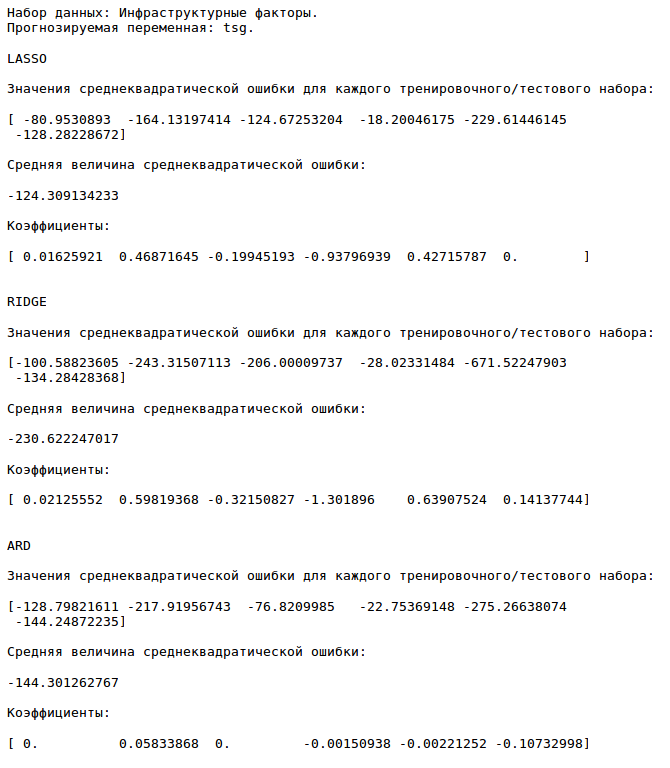 Набор данных: Инфраструктурные факторы.
Прогнозируемая переменная: tsg.
LASSO
Значения среднеквадратической ошибки для каждого тренировочного/тестового набора:
[ -80.9530893  -164.13197414 -124.67253204  -18.20046175 -229.61446145
 -128.28228672]
Средняя величина среднеквадратической ошибки:
-124.309134233
Коэффициенты:
[ 0.01625921  0.46871645 -0.19945193 -0.93796939  0.42715787  0.        ]
RIDGE
Значения среднеквадратической ошибки для каждого тренировочного/тестового набора:
[-100.58823605 -243.31507113 -206.00009737  -28.02331484 -671.52247903
 -134.28428368]
Средняя величина среднеквадратической ошибки:
-230.622247017
Коэффициенты:
[ 0.02125552  0.59819368 -0.32150827 -1.301896    0.63907524  0.14137744]
ARD
Значения среднеквадратической ошибки для каждого тренировочного/тестового набора:
[-128.79821611 -217.91956743  -76.8209985   -22.75369148 -275.26638074
 -144.24872235]
Средняя величина среднеквадратической ошибки:
-144.301262767
Коэффициенты:
[ 0.          0.05833868  0.         -0.00150938 -0.00221252 -0.10732998]